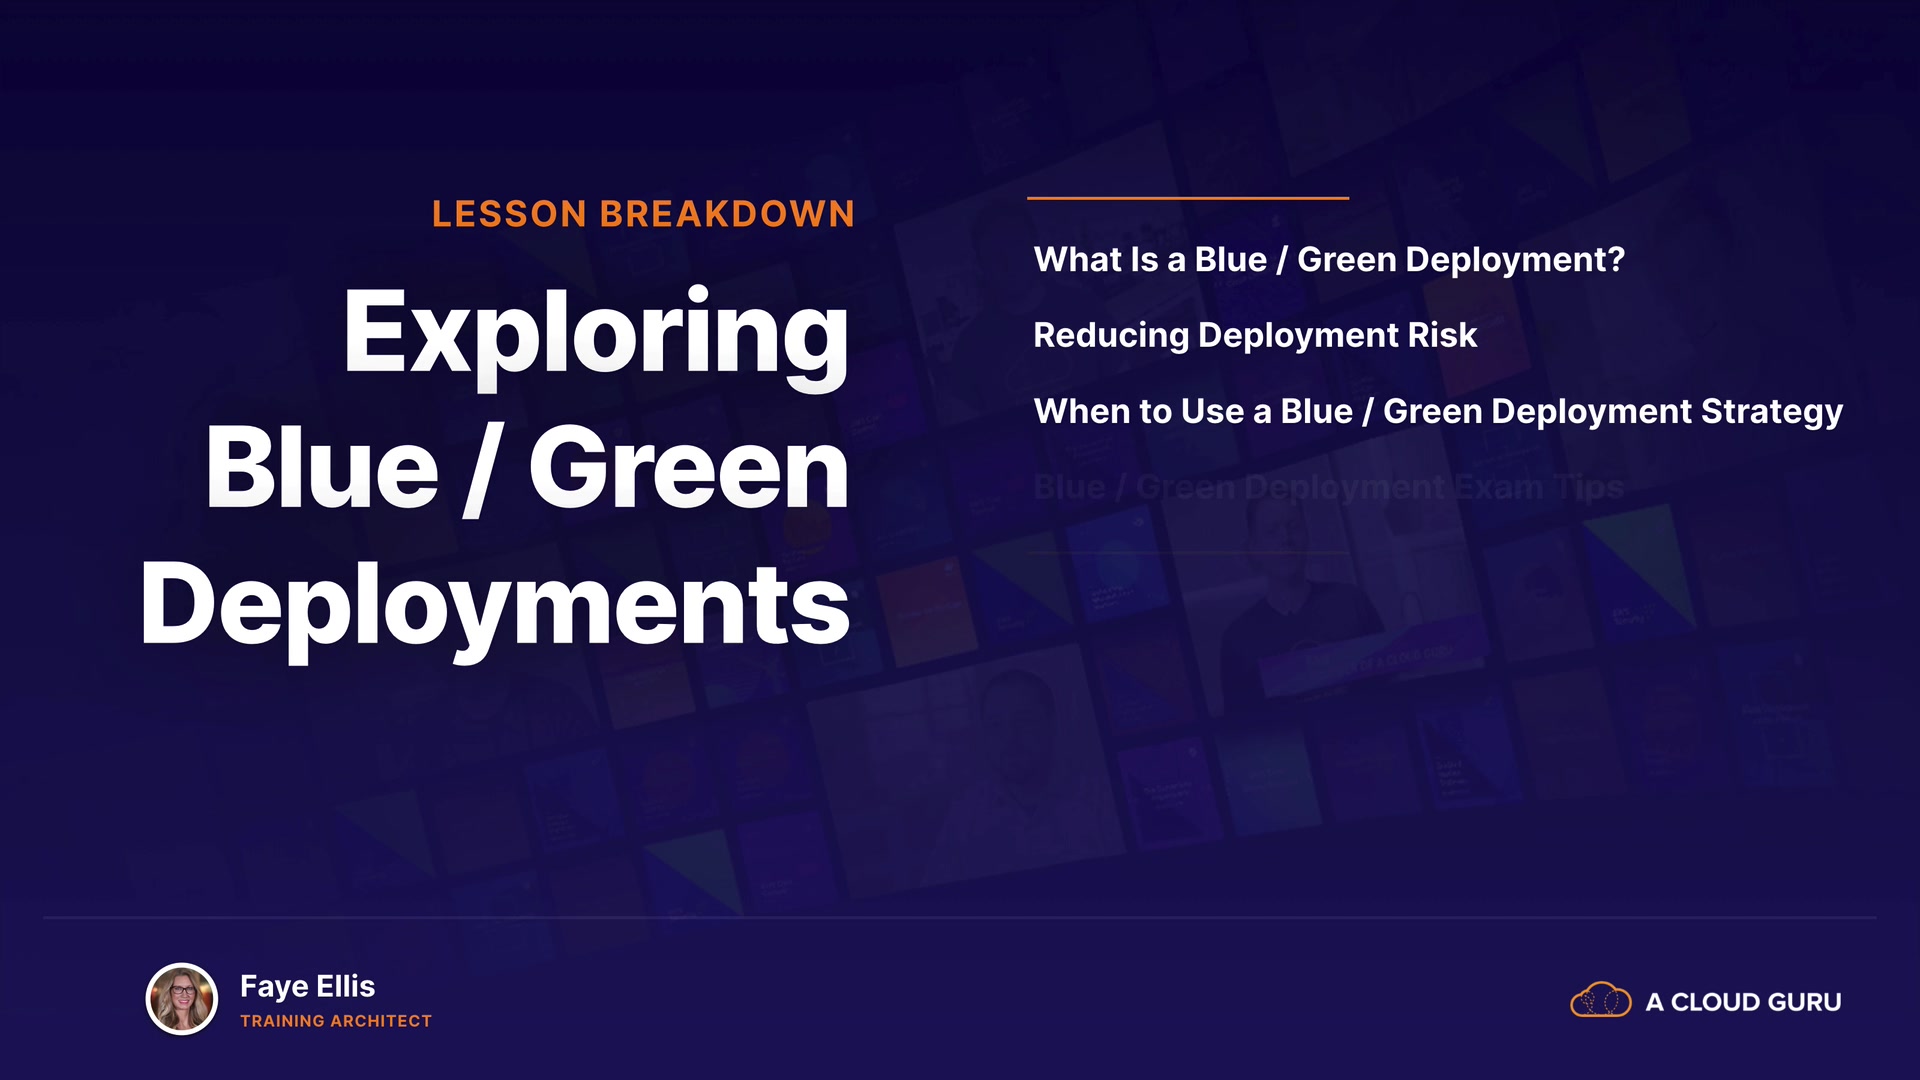 LESSON BREAKDOWN
Exploring
Blue / Green
Deployments
What Is a Blue / Green Deployment?
Reducing Deployment Risk
When to Use a Blue / Green Deployment Strategy
Blue / Green Deployment Exam Tips
Faye Ellis
TRAINING ARCHITECT
A CLOUD GURU